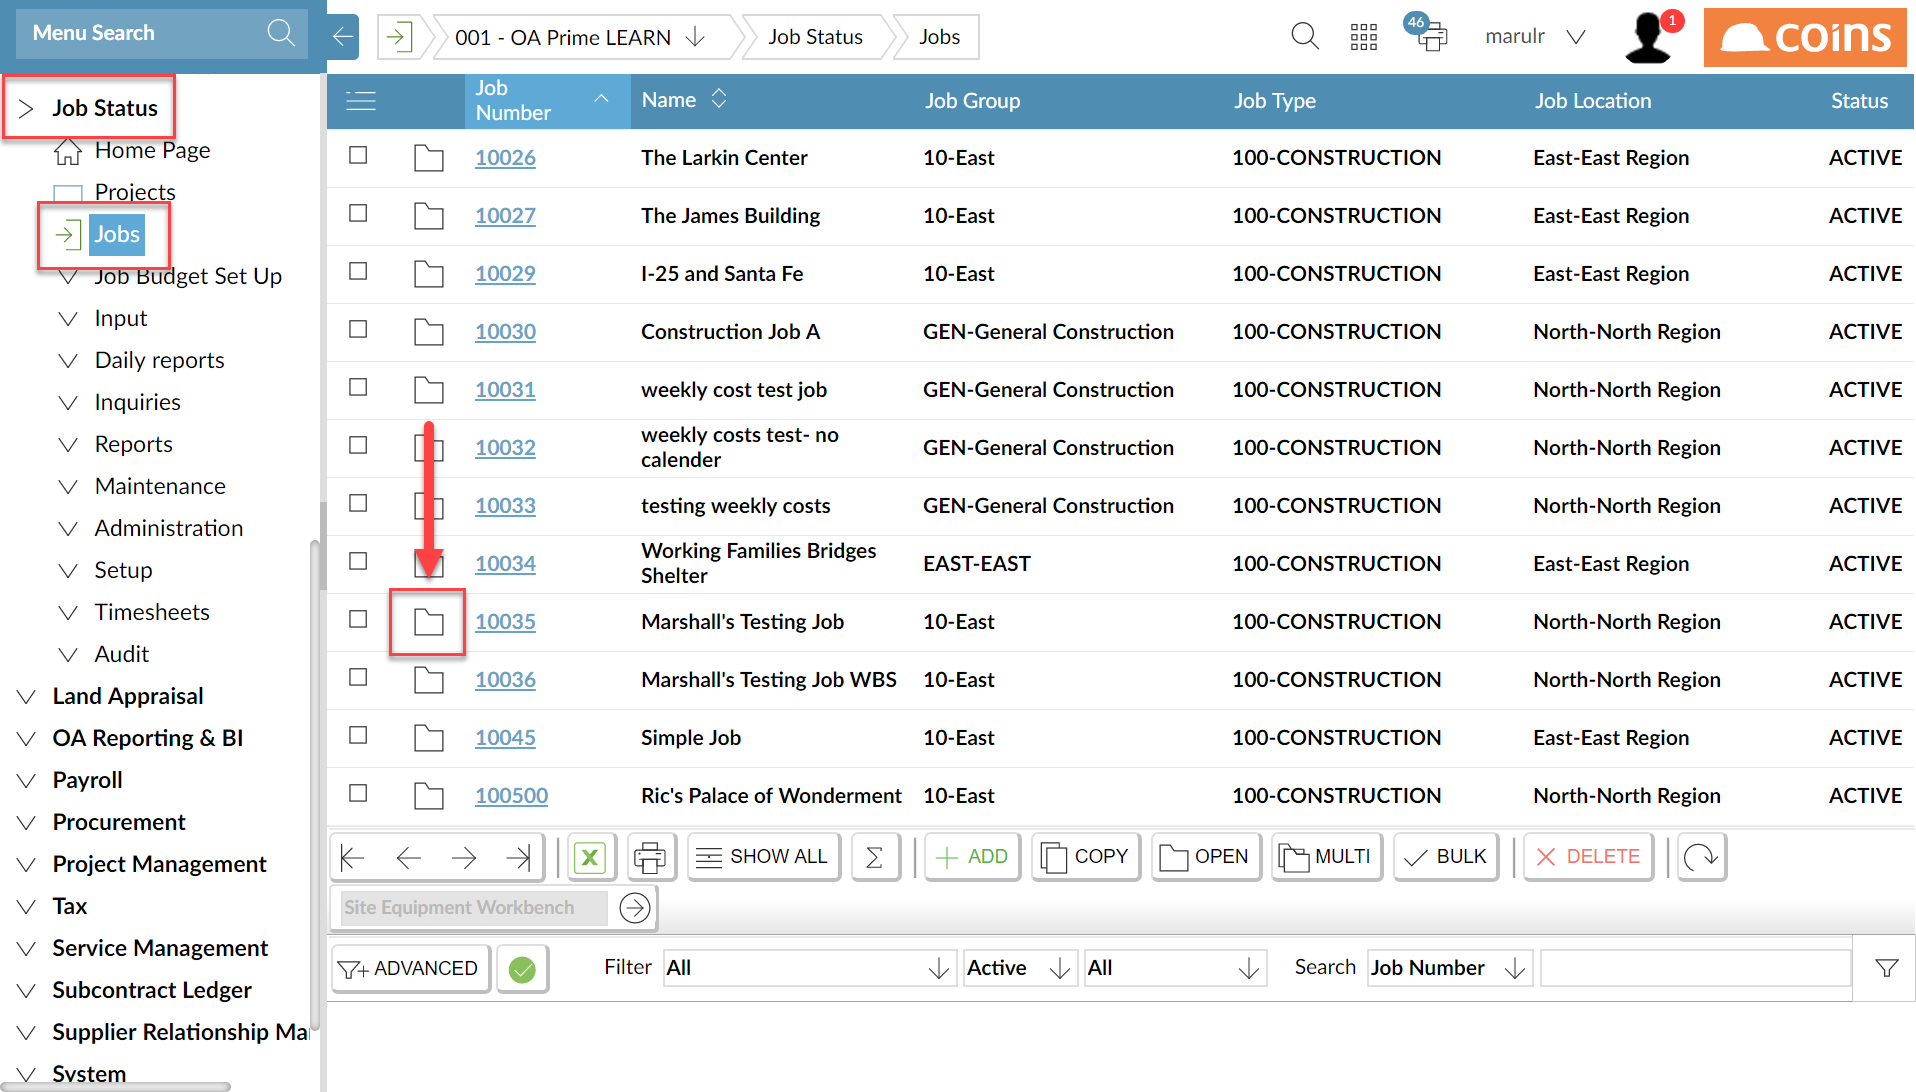 Menu Search
001 - OA Prime LEARN
Job Status
Jobs
46
marulr
1
coins
Job Status
Home Page
Projects
Jobs
Job Budget Set Up
Input
Daily reports
Inquiries
Reports
Maintenance
Administration
Setup
Timesheets
Audit
Land Appraisal
OA Reporting & BI
Payroll
Procurement
Project Management
Tax
Service Management
Subcontract Ledger
Supplier Relationship Ma
System
Job Number Name Job Group Job Type Job Location Status
10026 The Larkin Center 10-East 100-CONSTRUCTION East-East Region ACTIVE
10027 The James Building 10-East 100-CONSTRUCTION East-East Region ACTIVE
10029 I-25 and Santa Fe 10-East 100-CONSTRUCTION East-East Region ACTIVE
10030 Construction Job A GEN-General Construction 100-CONSTRUCTION North-North Region ACTIVE
10031 weekly cost test job GEN-General Construction 100-CONSTRUCTION North-North Region ACTIVE
10032 weekly costs test- no calender GEN-General Construction 100-CONSTRUCTION North-North Region ACTIVE
10033 testing weekly costs GEN-General Construction 100-CONSTRUCTION North-North Region ACTIVE
10034 Working Families Bridges Shelter EAST-EAST 100-CONSTRUCTION East-East Region ACTIVE
10035 Marshall's Testing Job 10-East 100-CONSTRUCTION North-North Region ACTIVE
10036 Marshall's Testing Job WBS 10-East 100-CONSTRUCTION North-North Region ACTIVE
10045 Simple Job 10-East 100-CONSTRUCTION East-East Region ACTIVE
100500 Ric's Palace of Wonderment 10-East 100-CONSTRUCTION North-North Region ACTIVE
X SHOW ALL Σ ADD COPY OPEN MULTI BULK DELETE
Site Equipment Workbench
ADVANCED Filter All Active All Search Job Number